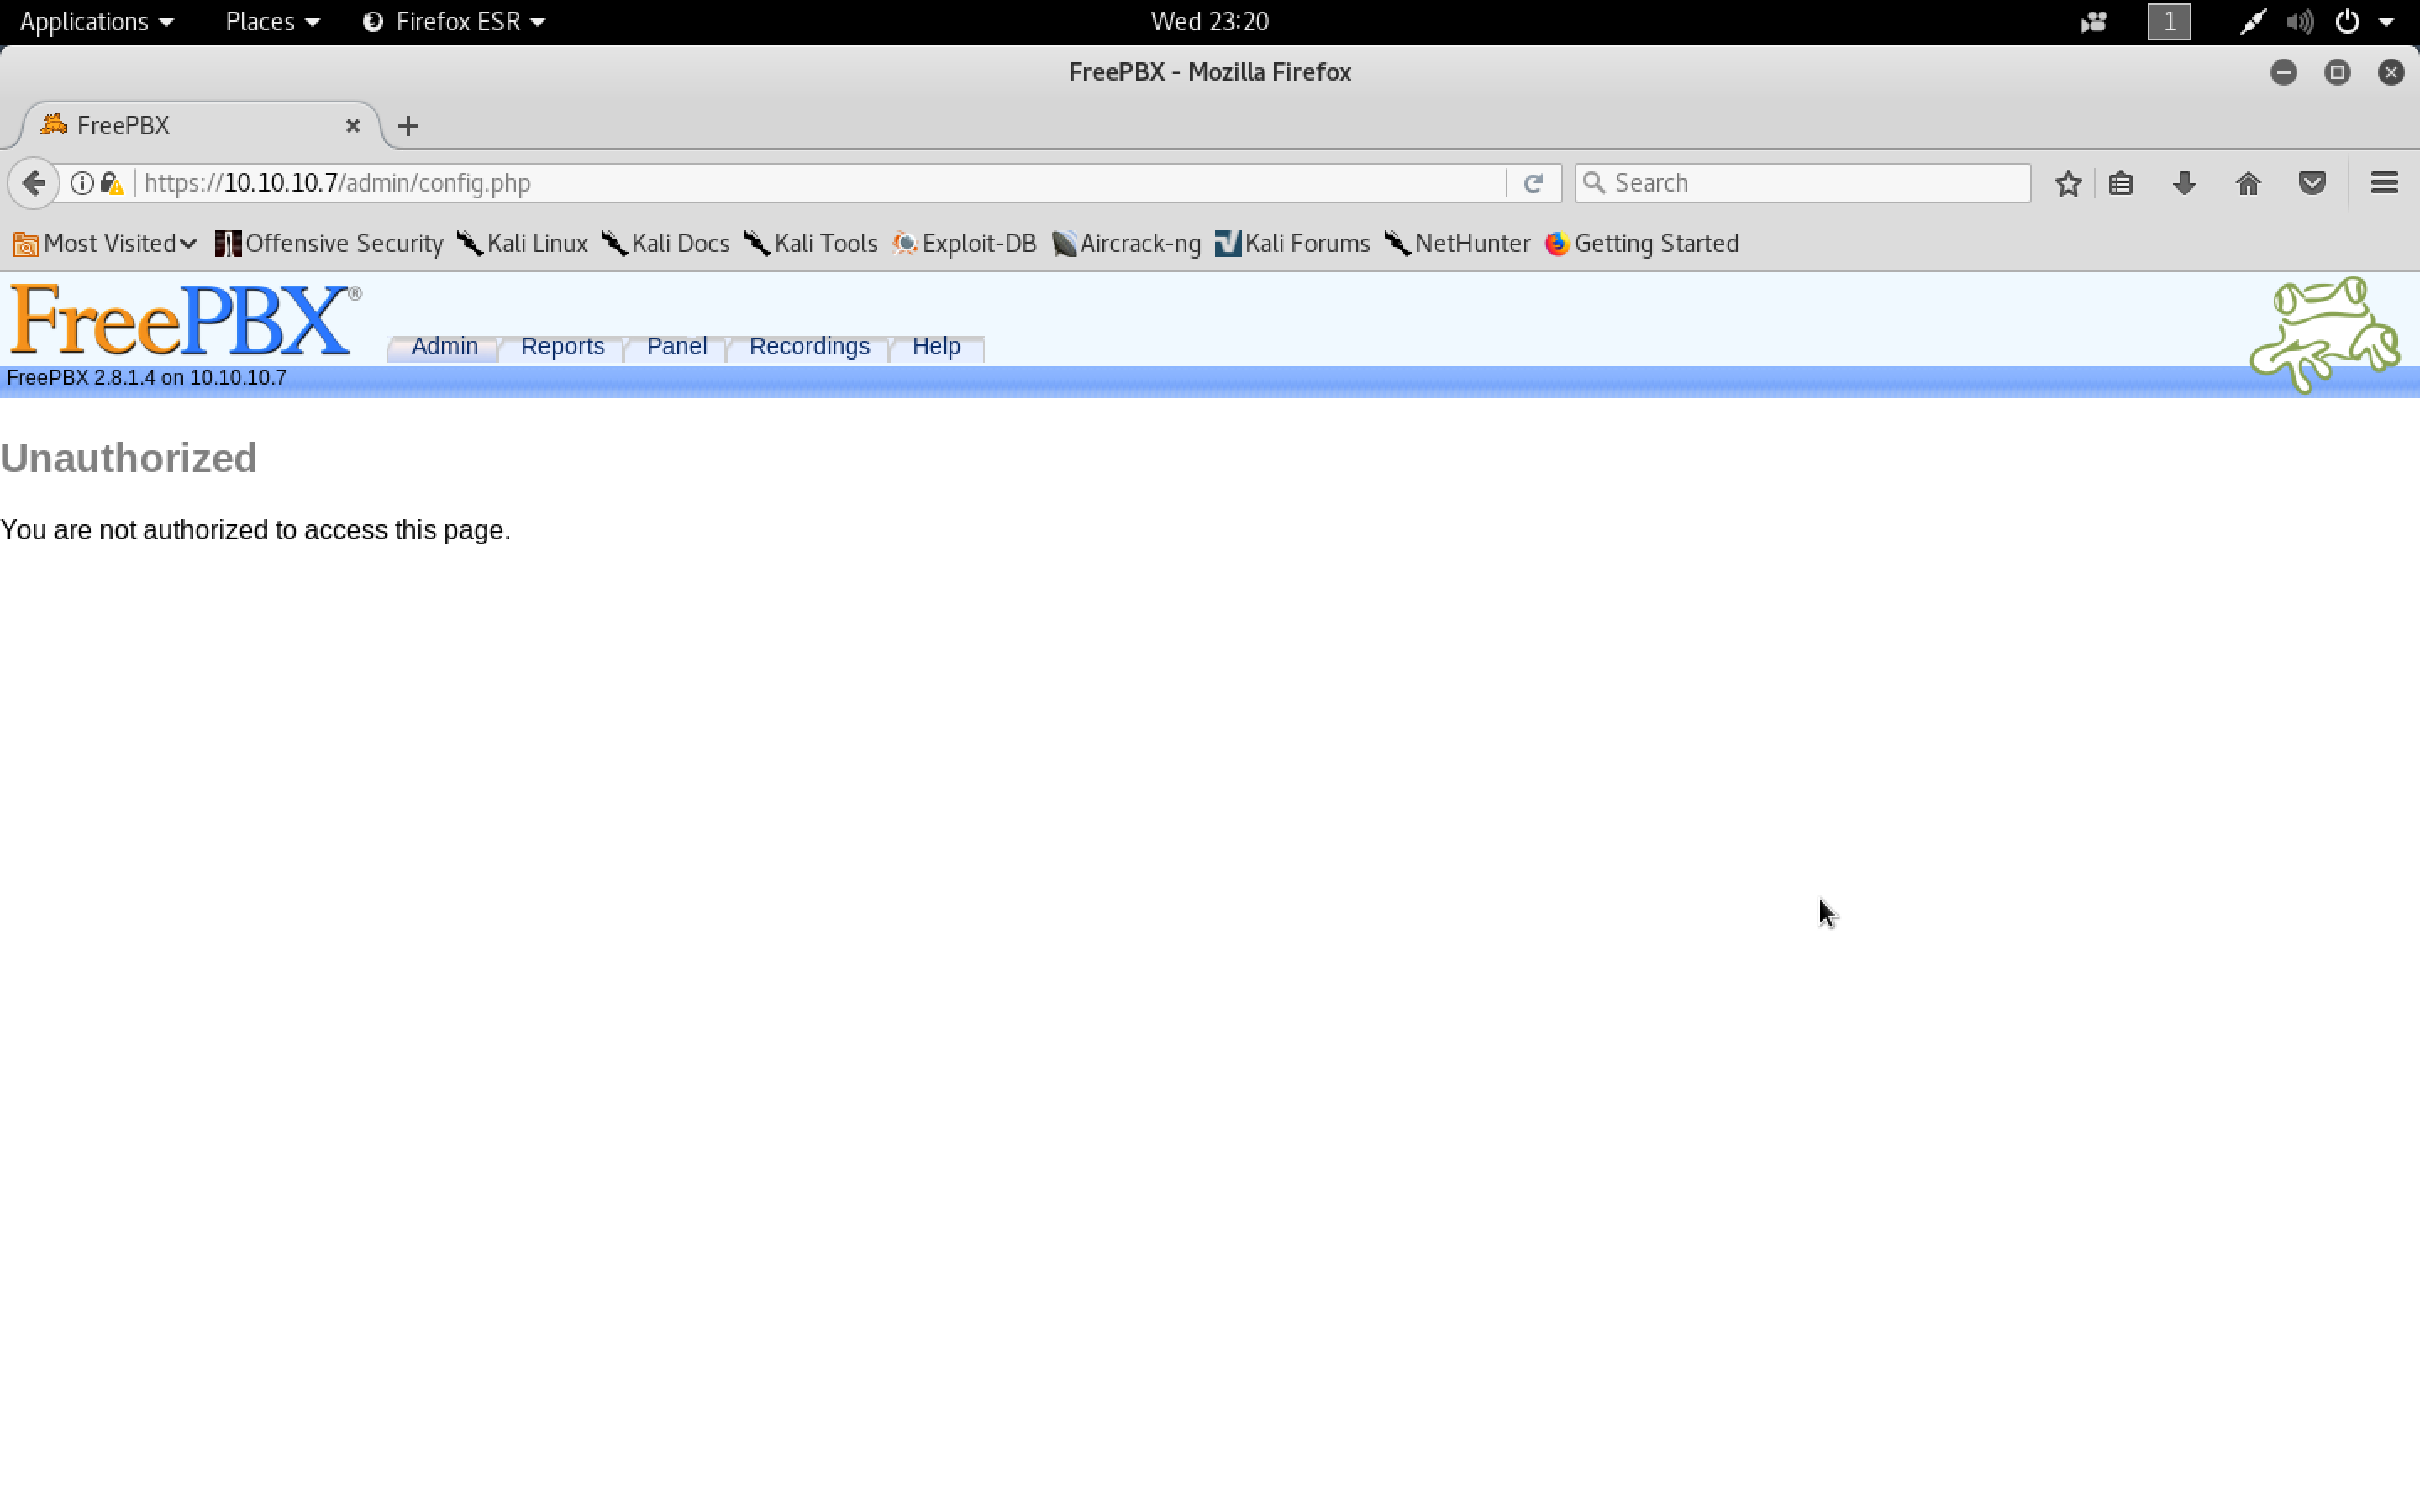 Applications Places Firefox ESR Wed 23:20 1
FreePBX - Mozilla Firefox
FreePBX
https://10.10.10.7/admin/config.php Search
Most Visited Offensive Security Kali Linux Kali Docs Kali Tools Exploit-DB Aircrack-ng Kali Forums NetHunter Getting Started
FreePBX®
Admin Reports Panel Recordings Help
FreePBX 2.8.1.4 on 10.10.10.7
Unauthorized
You are not authorized to access this page.